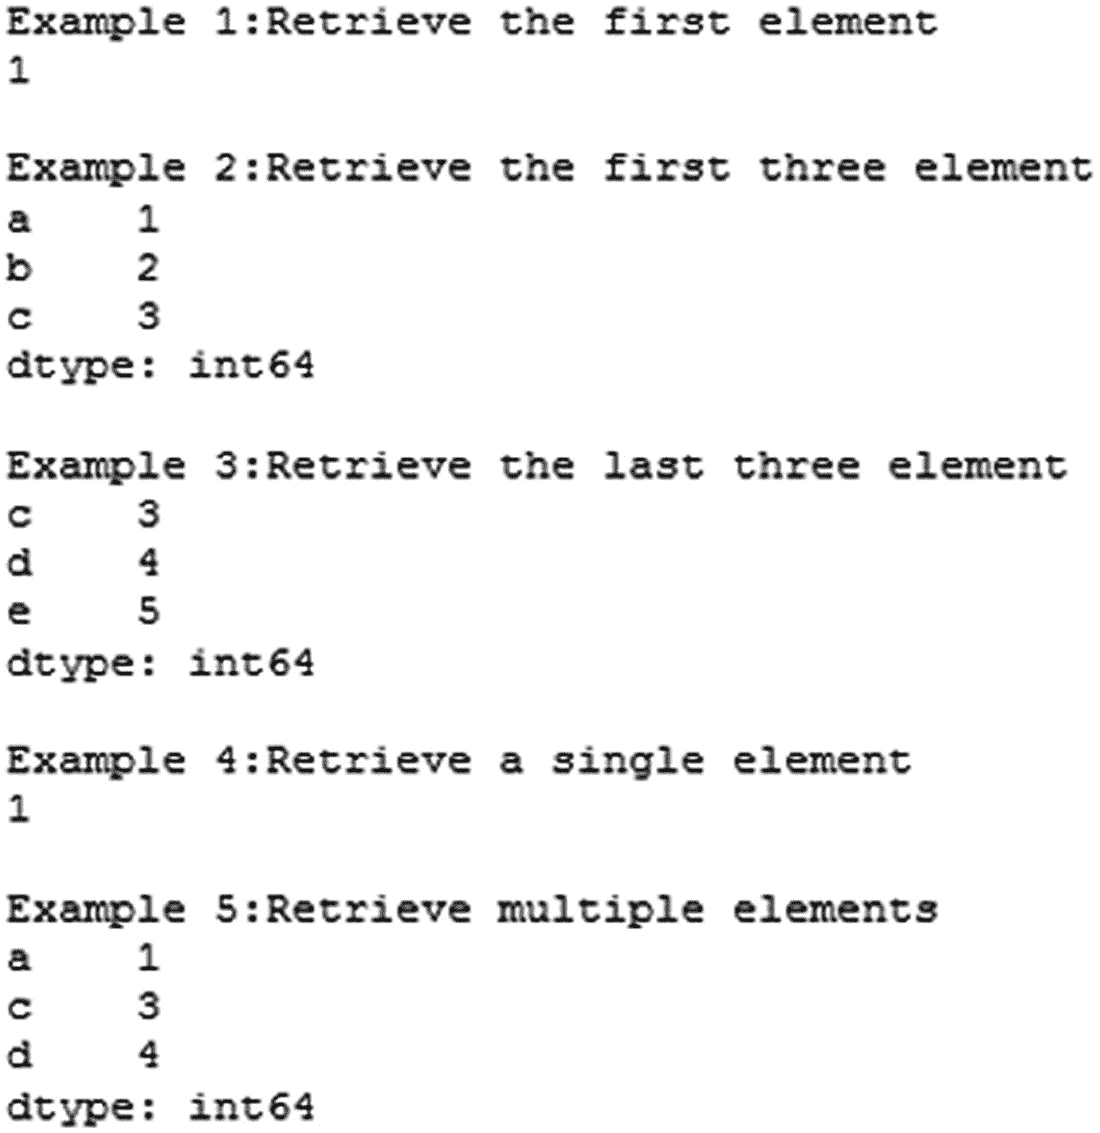 Example 1:Retrieve the first element
1
Example 2:Retrieve the first three element
a    1
b    2
c    3
dtype: int64
Example 3:Retrieve the last three element
c    3
d    4
e    5
dtype: int64
Example 4:Retrieve a single element
1
Example 5:Retrieve multiple elements
a    1
c    3
d    4
dtype: int64